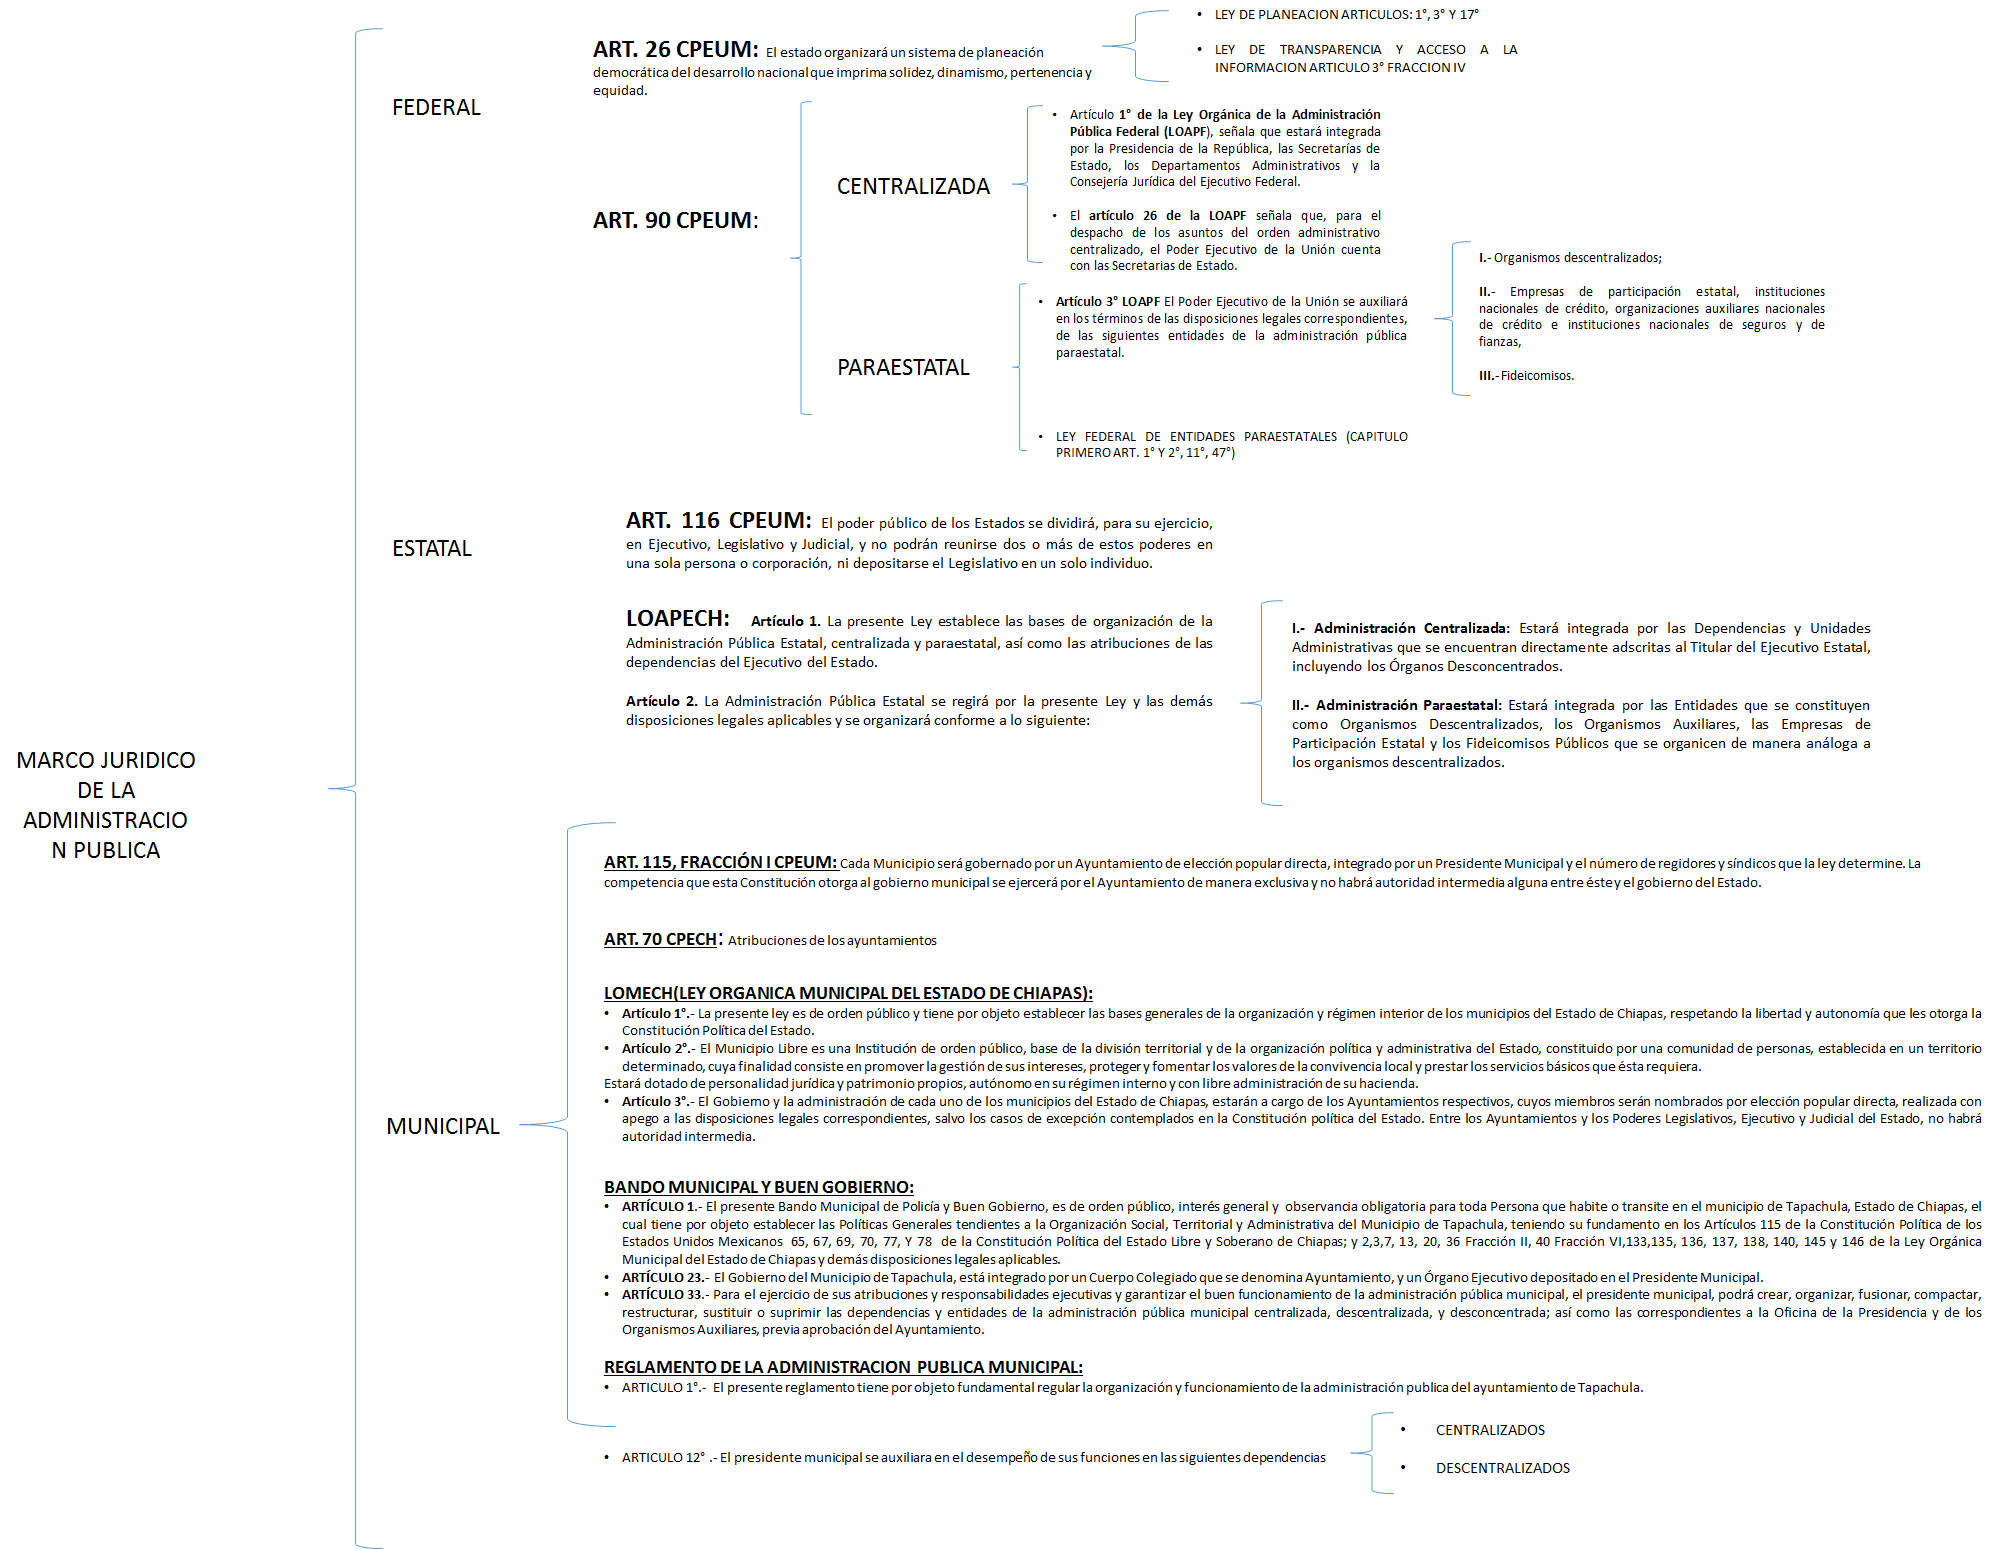 MARCO JURIDICO
DE LA
ADMINISTRACIO
N PUBLICA
FEDERAL
ART. 26 CPEUM: El estado organizará un sistema de planeación
democrática del desarrollo nacional que imprima solidez, dinamismo, pertenencia y
equidad.
• LEY DE PLANEACION ARTICULOS: 1°, 3° Y 17°
• LEY DE TRANSPARENCIA Y ACCESO A LA
INFORMACION ARTICULO 3° FRACCION IV
ART. 90 CPEUM:
CENTRALIZADA
• Artículo 1° de la Ley Orgánica de la Administración
Pública Federal (LOAPF), señala que estará integrada
por la Presidencia de la República, las Secretarías de
Estado, los Departamentos Administrativos y la
Consejería Jurídica del Ejecutivo Federal.
• El artículo 26 de la LOAPF señala que, para el
despacho de los asuntos del orden administrativo
centralizado, el Poder Ejecutivo de la Unión cuenta
con las Secretarias de Estado.
PARAESTATAL
• Artículo 3° LOAPF El Poder Ejecutivo de la Unión se auxiliará
en los términos de las disposiciones legales correspondientes,
de las siguientes entidades de la administración pública
paraestatal.
I.- Organismos descentralizados;
II.- Empresas de participación estatal, instituciones
nacionales de crédito, organizaciones auxiliares nacionales
de crédito e instituciones nacionales de seguros y de
fianzas,
III.- Fideicomisos.
• LEY FEDERAL DE ENTIDADES PARAESTATALES (CAPITULO
PRIMERO ART. 1° Y 2°, 11°, 47°)
ESTATAL
ART. 116 CPEUM: El poder público de los Estados se dividirá, para su ejercicio,
en Ejecutivo, Legislativo y Judicial, y no podrán reunirse dos o más de estos poderes en
una sola persona o corporación, ni depositarse el Legislativo en un solo individuo.
LOAPECH: Artículo 1. La presente Ley establece las bases de organización de la
Administración Pública Estatal, centralizada y paraestatal, así como las atribuciones de las
dependencias del Ejecutivo del Estado.
Artículo 2. La Administración Pública Estatal se regirá por la presente Ley y las demás
disposiciones legales aplicables y se organizará conforme a lo siguiente:
I.- Administración Centralizada: Estará integrada por las Dependencias y Unidades
Administrativas que se encuentran directamente adscritas al Titular del Ejecutivo Estatal,
incluyendo los Órganos Desconcentrados.
II.- Administración Paraestatal: Estará integrada por las Entidades que se constituyen
como Organismos Descentralizados, los Organismos Auxiliares, las Empresas de
Participación Estatal y los Fideicomisos Públicos que se organicen de manera análoga a
los organismos descentralizados.
MUNICIPAL
ART. 115, FRACCIÓN I CPEUM: Cada Municipio será gobernado por un Ayuntamiento de elección popular directa, integrado por un Presidente Municipal y el número de regidores y síndicos que la ley determine. La
competencia que esta Constitución otorga al gobierno municipal se ejercerá por el Ayuntamiento de manera exclusiva y no habrá autoridad intermedia alguna entre éste y el gobierno del Estado.
ART. 70 CPECH: Atribuciones de los ayuntamientos
LOMECH(LEY ORGANICA MUNICIPAL DEL ESTADO DE CHIAPAS):
• Artículo 1°.- La presente ley es de orden público y tiene por objeto establecer las bases generales de la organización y régimen interior de los municipios del Estado de Chiapas, respetando la libertad y autonomía que les otorga la
Constitución Política del Estado.
• Artículo 2°.- El Municipio Libre es una Institución de orden público, base de la división territorial y de la organización política y administrativa del Estado, constituido por una comunidad de personas, establecida en un territorio
determinado, cuya finalidad consiste en promover la gestión de sus intereses, proteger y fomentar los valores de la convivencia local y prestar los servicios básicos que ésta requiera.
Estará dotado de personalidad jurídica y patrimonio propios, autónomo en su régimen interno y con libre administración de su hacienda.
• Artículo 3°.- El Gobierno y la administración de cada uno de los municipios del Estado de Chiapas, estarán a cargo de los Ayuntamientos respectivos, cuyos miembros serán nombrados por elección popular directa, realizada con
apego a las disposiciones legales correspondientes, salvo los casos de excepción contemplados en la Constitución política del Estado. Entre los Ayuntamientos y los Poderes Legislativos, Ejecutivo y Judicial del Estado, no habrá
autoridad intermedia.
BANDO MUNICIPAL Y BUEN GOBIERNO:
• ARTÍCULO 1.- El presente Bando Municipal de Policía y Buen Gobierno, es de orden público, interés general y observancia obligatoria para toda Persona que habite o transite en el municipio de Tapachula, Estado de Chiapas, el
cual tiene por objeto establecer las Políticas Generales tendientes a la Organización Social, Territorial y Administrativa del Municipio de Tapachula, teniendo su fundamento en los Artículos 115 de la Constitución Política de los
Estados Unidos Mexicanos 65, 67, 69, 70, 77, Y 78 de la Constitución Política del Estado Libre y Soberano de Chiapas; y 2,3,7, 13, 20, 36 Fracción II, 40 Fracción VI,133,135, 136, 137, 138, 140, 145 y 146 de la Ley Orgánica
Municipal del Estado de Chiapas y demás disposiciones legales aplicables.
• ARTÍCULO 23.- El Gobierno del Municipio de Tapachula, está integrado por un Cuerpo Colegiado que se denomina Ayuntamiento, y un Órgano Ejecutivo depositado en el Presidente Municipal.
• ARTÍCULO 33.- Para el ejercicio de sus atribuciones y responsabilidades ejecutivas y garantizar el buen funcionamiento de la administración pública municipal, el presidente municipal, podrá crear, organizar, fusionar, compactar,
restructurar, sustituir o suprimir las dependencias y entidades de la administración pública municipal centralizada, descentralizada, y desconcentrada; así como las correspondientes a la Oficina de la Presidencia y de los
Organismos Auxiliares, previa aprobación del Ayuntamiento.
REGLAMENTO DE LA ADMINISTRACION PUBLICA MUNICIPAL:
• ARTICULO 1°.- El presente reglamento tiene por objeto fundamental regular la organización y funcionamiento de la administración publica del ayuntamiento de Tapachula.
• ARTICULO 12° .- El presidente municipal se auxiliara en el desempeño de sus funciones en las siguientes dependencias
• CENTRALIZADOS
• DESCENTRALIZADOS